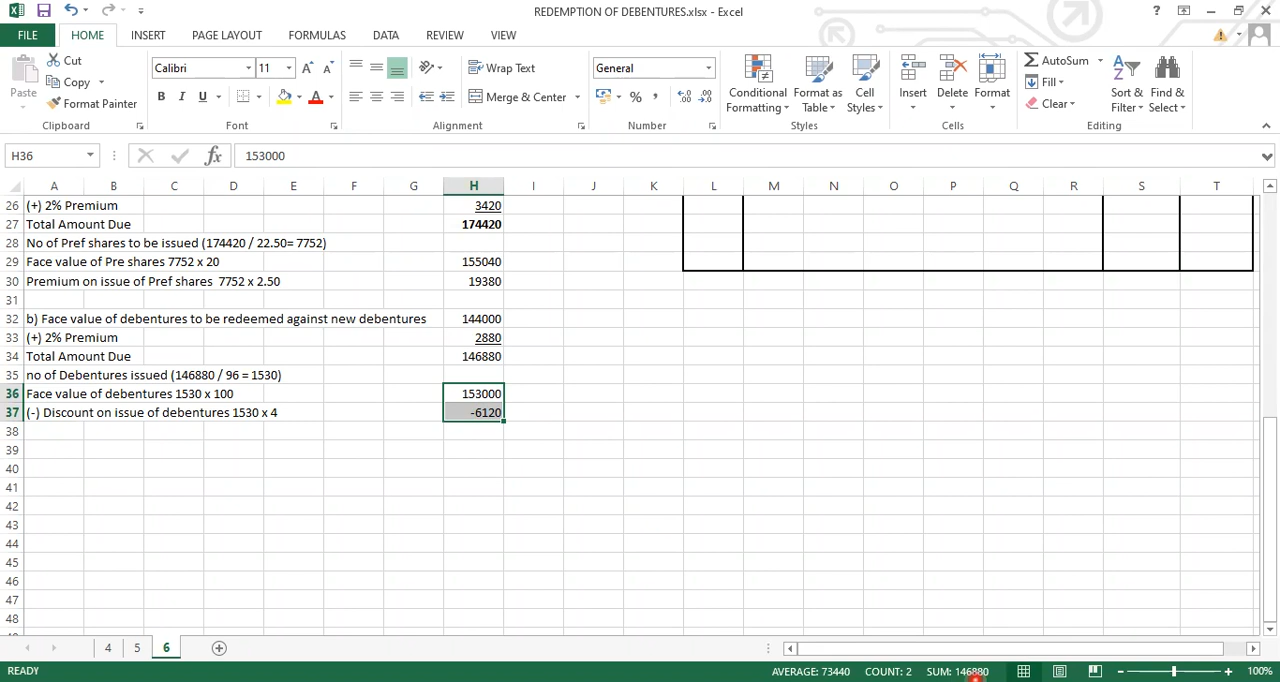 REDEMPTION OF DEBENTURES.xlsx - Excel
FILE HOME INSERT PAGE LAYOUT FORMULAS DATA REVIEW VIEW
Paste Cut Copy Format Painter
Calibri 11
B I U A
Wrap Text
Merge & Center
General
%
Conditional Formatting
Format as Table
Cell Styles
Insert Delete Format
AutoSum
Fill
Clear
Sort & Filter
Find & Select
Clipboard Font Alignment Number Styles Cells Editing
H36 fx 153000
A B C D E F G H I J K L M N O P Q R S T
26 (+) 2% Premium 3420
27 Total Amount Due 174420
28 No of Pref shares to be issued (174420 / 22.50= 7752)
29 Face value of Pre shares 7752 x 20 155040
30 Premium on issue of Pref shares 7752 x 2.50 19380
31
32 b) Face value of debentures to be redeemed against new debentures 144000
33 (+) 2% Premium 2880
34 Total Amount Due 146880
35 no of Debentures issued (146880 / 96 = 1530)
36 Face value of debentures 1530 x 100 153000
37 (-) Discount on issue of debentures 1530 x 4 -6120
38
39
40
41
42
43
44
45
46
47
48
4 5 6
READY AVERAGE: 73440 COUNT: 2 SUM: 146880 100%